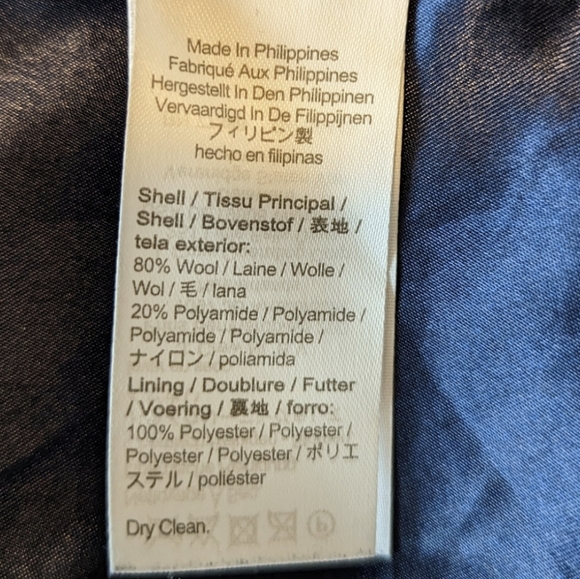 Made In Philippines
Fabriqué Aux Philippines
Hergestellt In Den Philippinen
Vervaardigd In De Filippijnen
フィリピン製
hecho en filipinas
Shell / Tissu Principal /
Shell / Bovenstof / 表地 /
tela exterior:
80% Wool / Laine / Wolle /
Wol / 毛 / lana
20% Polyamide / Polyamide /
Polyamide / Polyamide /
ナイロン / poliamida
Lining / Doublure / Futter
/ Voering / 裏地 / forro:
100% Polyester / Polyester /
Polyester / Polyester / ポリエ
ステル / poliéster
Dry Clean.